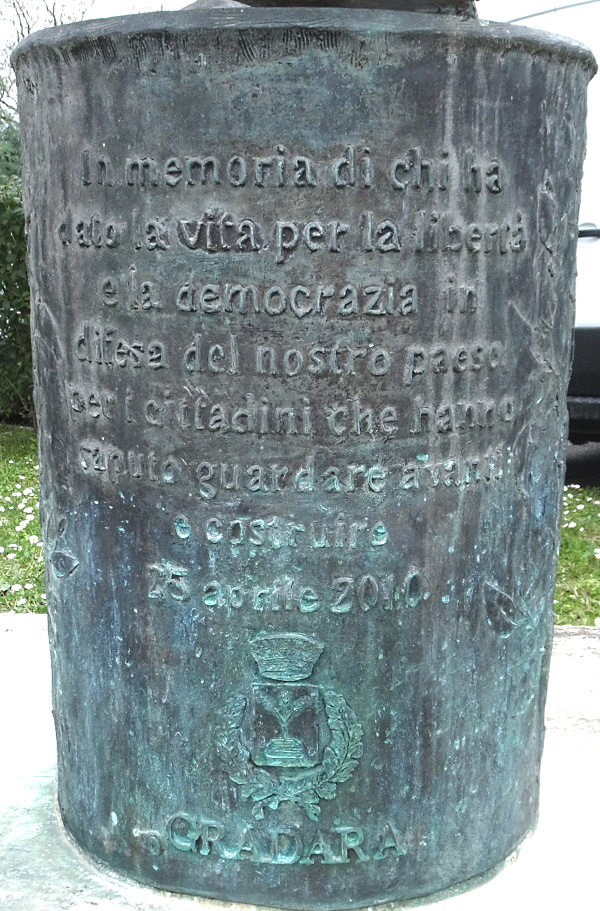 In memoria di chi ha
dato la vita per la libertà
e la democrazia in
difesa del nostro paese
per i cittadini che hanno
saputo guardare avanti
e costruire
25 aprile 2010
GRADARA